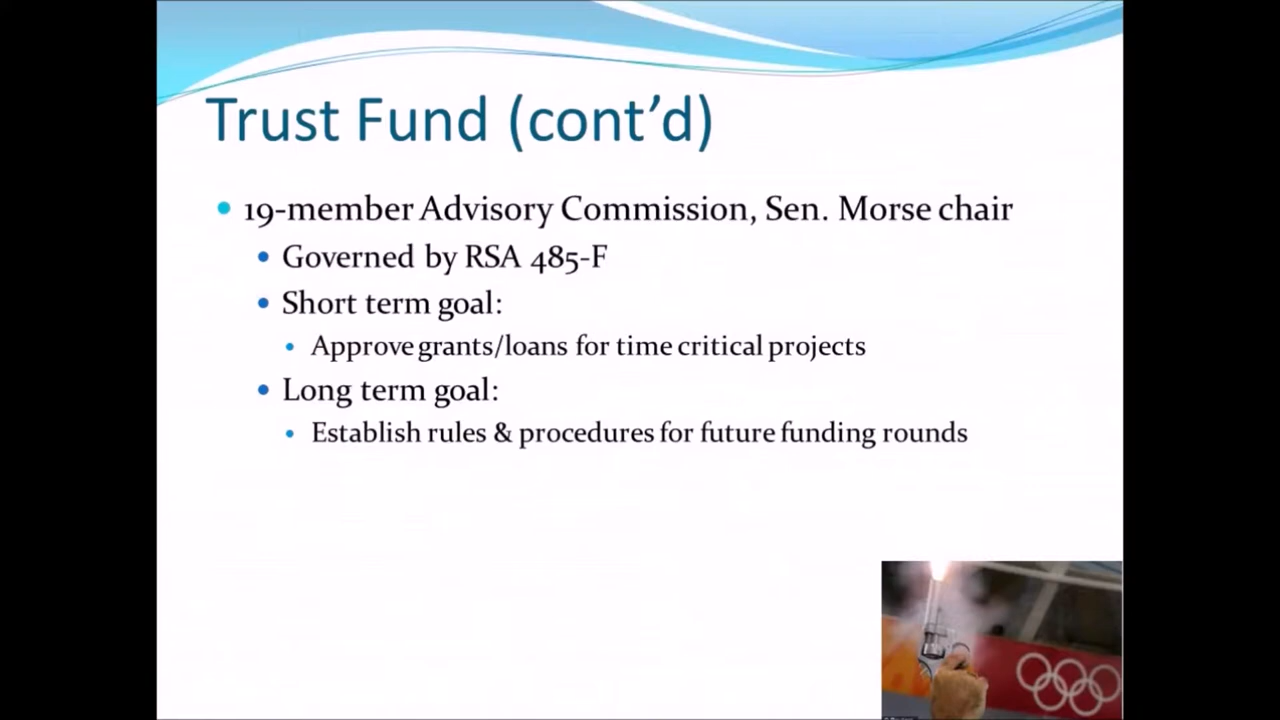 Trust Fund (cont’d)
19-member Advisory Commission, Sen. Morse chair
Governed by RSA 485-F
Short term goal:
Approve grants/loans for time critical projects
Long term goal:
Establish rules & procedures for future funding rounds